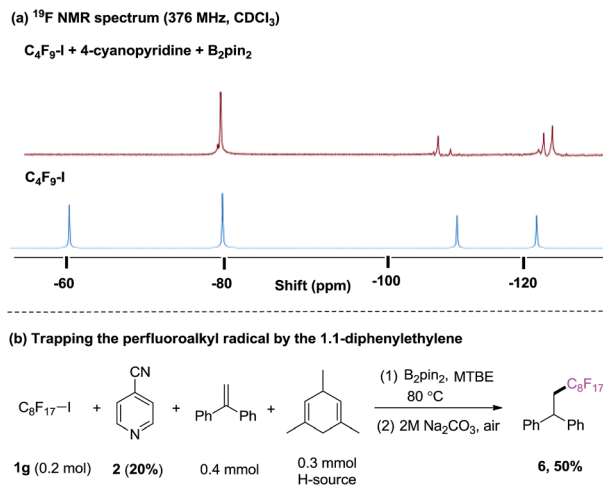 (a) ¹⁹F NMR spectrum (376 MHz, CDCl₃)
C₄F₉-I + 4-cyanopyridine + B₂pin₂
C₄F₉-I
-60 -80 Shift (ppm) -100 -120
(b) Trapping the perfluoroalkyl radical by the 1.1-diphenylethylene
CN
N
C₈F₁₇—I + + Ph Ph +
(1) B₂pin₂, MTBE
80 °C
(2) 2M Na₂CO₃, air
C₈F₁₇
Ph Ph
1g (0.2 mol) 2 (20%) 0.4 mmol 0.3 mmol 6, 50%
H-source